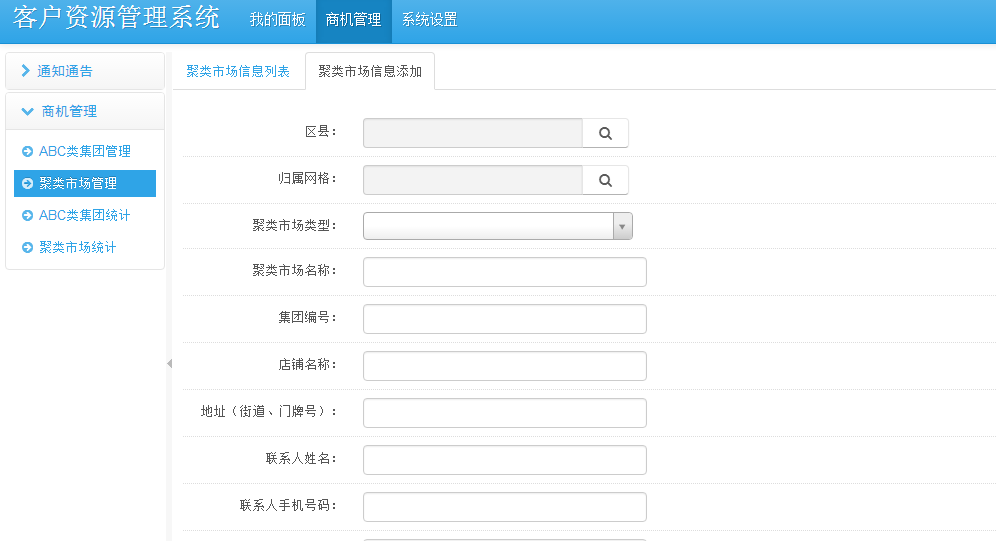 客户资源管理系统 我的面板 商机管理 系统设置
通知通告
商机管理
ABC类集团管理
聚类市场管理
ABC类集团统计
聚类市场统计
聚类市场信息列表 聚类市场信息添加
区县：
归属网格：
聚类市场类型：
聚类市场名称：
集团编号：
店铺名称：
地址（街道、门牌号）：
联系人姓名：
联系人手机号码：